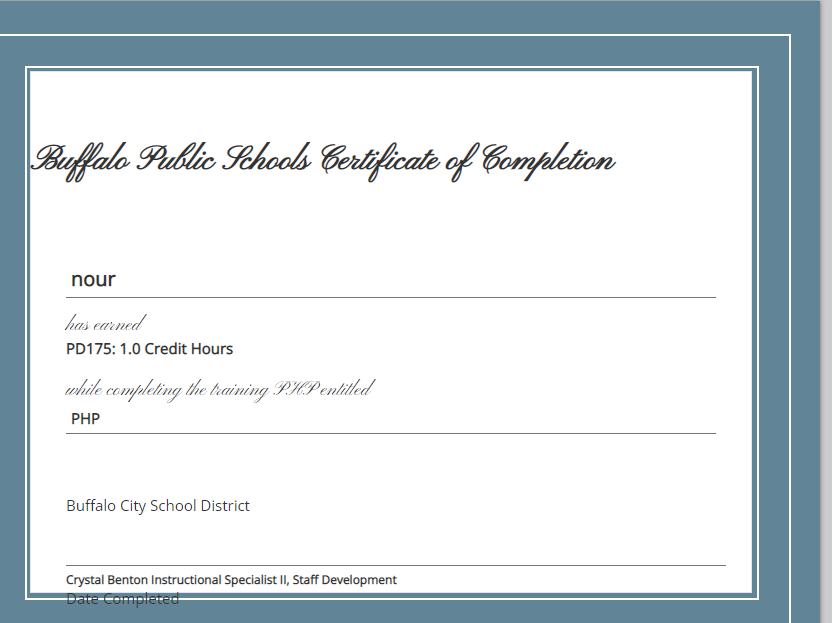 Buffalo Public Schools Certificate of Completion
nour
has earned
PD175: 1.0 Credit Hours
while completing the training PHP entitled
PHP
Buffalo City School District
Crystal Benton Instructional Specialist II, Staff Development
Date Completed